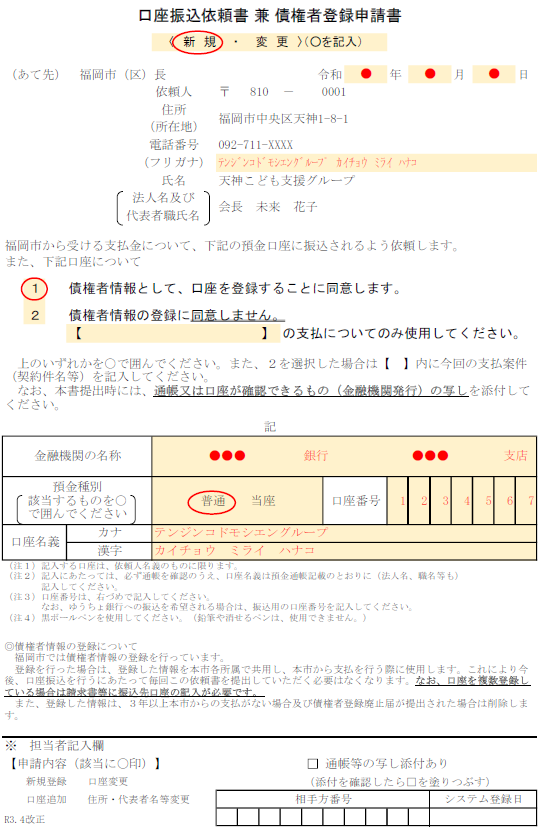 口座振込依頼書 兼 債権者登録申請書
《 新 規 ・ 変 更 》(○を記入)
(あて先) 福岡市(区)長 令和 ● 年 ● 月 ● 日
依頼人 〒 810 － 0001
住所
(所在地) 福岡市中央区天神1-8-1
電話番号 092-711-XXXX
(フリガナ) ﾃﾝｼﾞﾝｺﾄﾞﾓｼｴﾝｸﾞﾙｰﾌﾟ ｶｲﾁｮｳ ﾐﾗｲ ﾊﾅｺ
氏名 天神こども支援グループ
法人名及び
代表者職氏名 会長 未来 花子
福岡市から受ける支払金について、下記の預金口座に振込されるよう依頼します。
また、下記口座について
1 債権者情報として、口座を登録することに同意します。
2 債権者情報の登録に同意しません。
【 】 の支払についてのみ使用してください。
上のいずれかを○で囲んでください。また、２を選択した場合は【 】内に今回の支払案件
(契約件名等)を記入してください。
なお、本書提出時には、通帳又は口座が確認できるもの（金融機関発行）の写しを添付して
ください。
記
金融機関の名称 ●●● 銀行 ●●● 支店
預金種別
該当するものを○
で囲んでください
普通 当座 口座番号 1 2 3 4 5 6 7
口座名義 カナ テンジンコドモシエングループ
漢字 カイチョウ ミライ ハナコ
(注１) 記入する口座は、依頼人名義のものに限ります。
(注２) 記入にあたっては、必ず通帳を確認のうえ、口座名義は預金通帳記載のとおりに（法人名、職名等も）
記入してください。
(注３) 口座番号は、右づめで記入してください。
なお、ゆうちょ銀行への振込を希望される場合は、振込用の口座番号を記入してください。
(注４) 黒ボールペンを使用してください。（鉛筆や消せるペンは、使用できません。）
◎債権者情報の登録について
福岡市では債権者情報の登録を行っています。
登録を行った場合は、登録した情報を本市各所属で共用し、本市から支払を行う際に使用します。これにより今
後、口座振込を行うにあたって毎回この依頼書を提出していただく必要はなくなります。なお、口座を複数登録し
ている場合は請求書等に振込先口座の記入が必要です。
また、登録した情報は、３年以上本市からの支払がない場合及び債権者登録廃止届が提出された場合は削除しま
す。
※ 担当者記入欄
【申請内容（該当に○印）】 □ 通帳等の写し添付あり
新規登録 口座変更 (添付を確認したら□を塗りつぶす)
口座追加 住所・代表者名等変更 相手方番号 システム登録日
R3.4改正